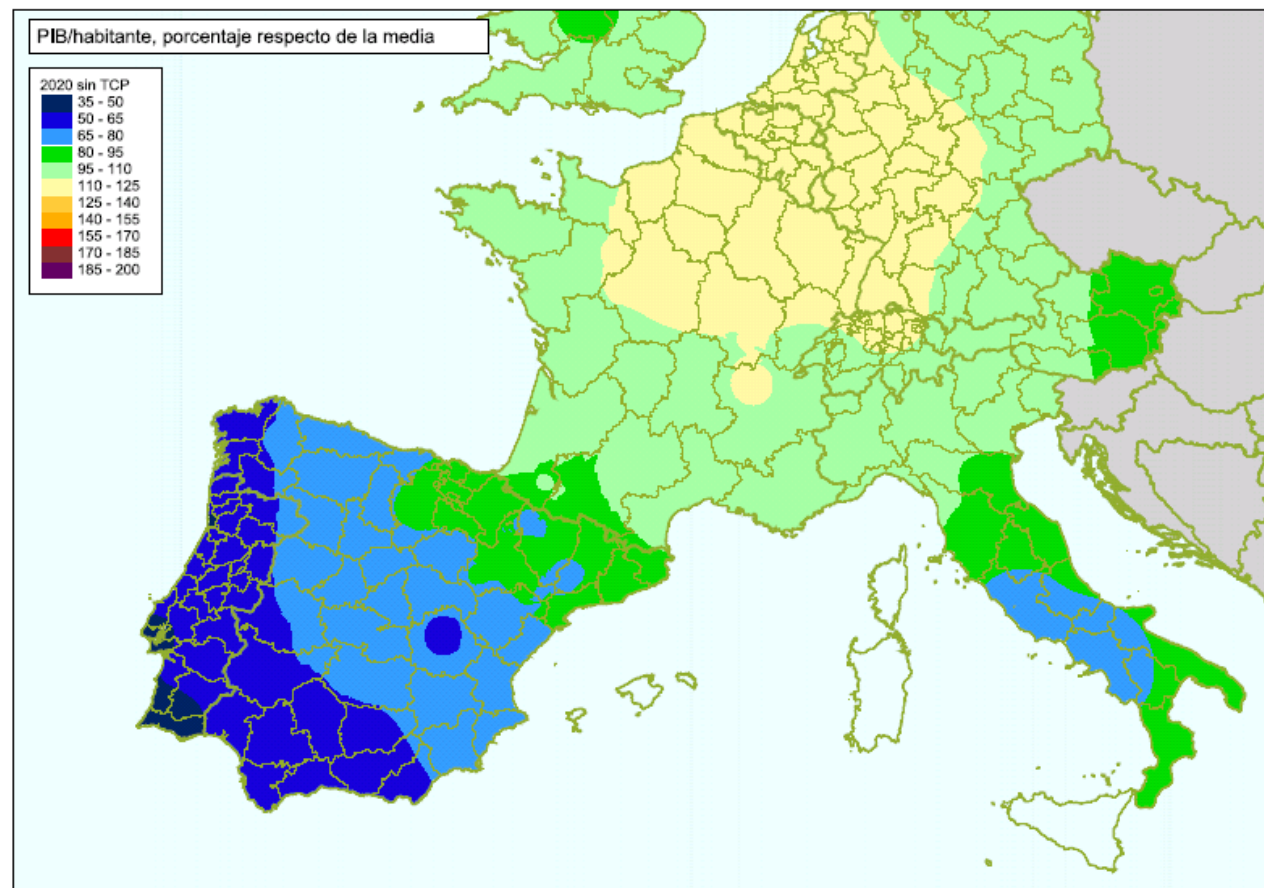 PIB/habitante, porcentaje respecto de la media
2020 sin TCP
35 - 50
50 - 65
65 - 80
80 - 95
95 - 110
110 - 125
125 - 140
140 - 155
155 - 170
170 - 185
185 - 200